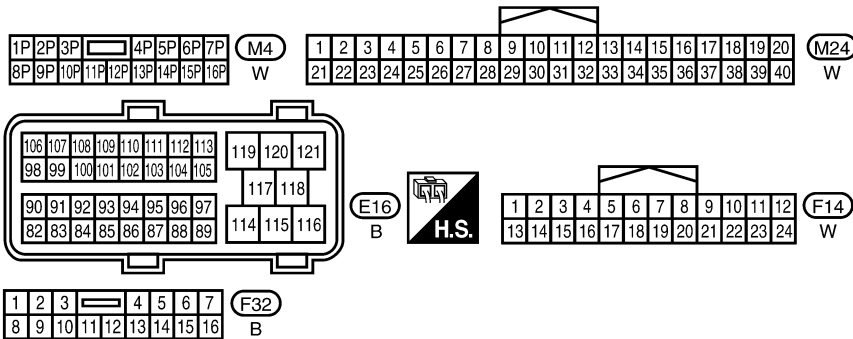 1P 2P 3P 4P 5P 6P 7P M4
8P 9P 10P 11P 12P 13P 14P 15P 16P W
1 2 3 4 5 6 7 8 9 10 11 12 13 14 15 16 17 18 19 20 M24
21 22 23 24 25 26 27 28 29 30 31 32 33 34 35 36 37 38 39 40 W
106 107 108 109 110 111 112 113
98 99 100 101 102 103 104 105
90 91 92 93 94 95 96 97
82 83 84 85 86 87 88 89
119 120 121
117 118
114 115 116
E16
B
H.S.
1 2 3 4 5 6 7 8 9 10 11 12 F14
13 14 15 16 17 18 19 20 21 22 23 24 W
1 2 3 4 5 6 7 F32
8 9 10 11 12 13 14 15 16 B